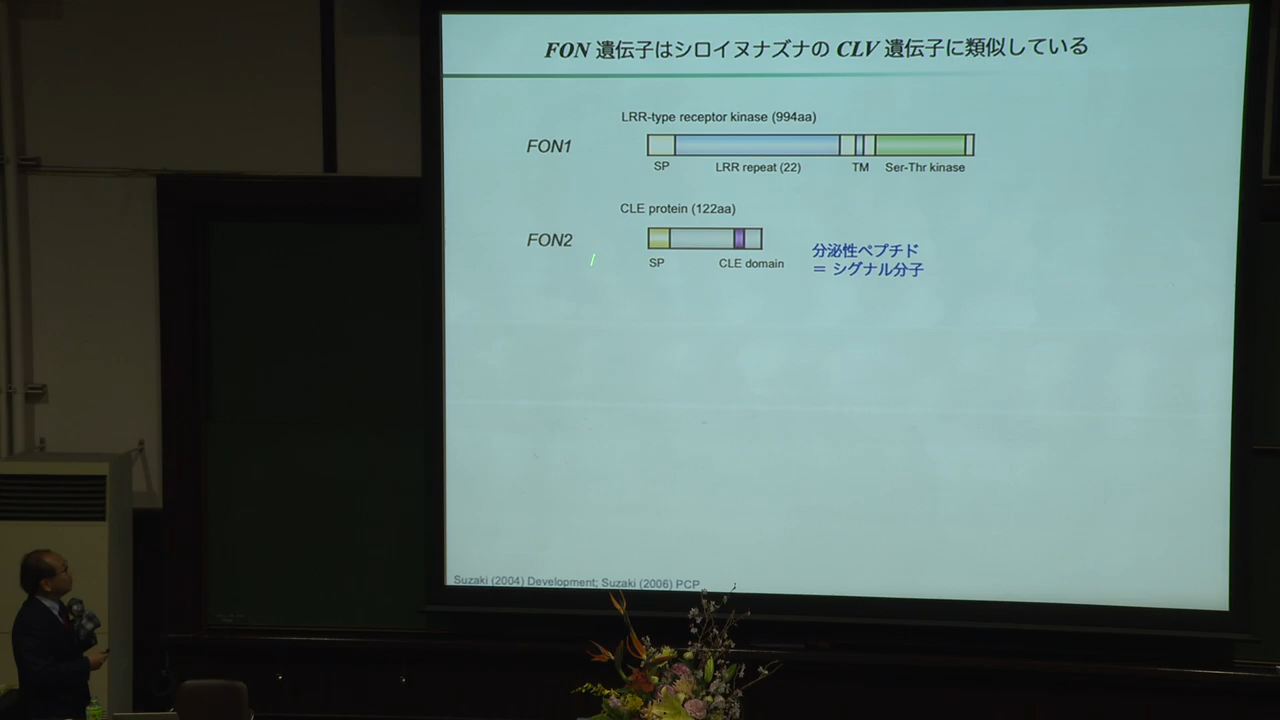 FON 遺伝子はシロイヌナズナの CLV 遺伝子に類似している
LRR-type receptor kinase (994aa)
FON1
SP LRR repeat (22) TM Ser-Thr kinase
CLE protein (122aa)
FON2
SP CLE domain
分泌性ペプチド
= シグナル分子
Suzaki (2004) Development; Suzaki (2006) PCP